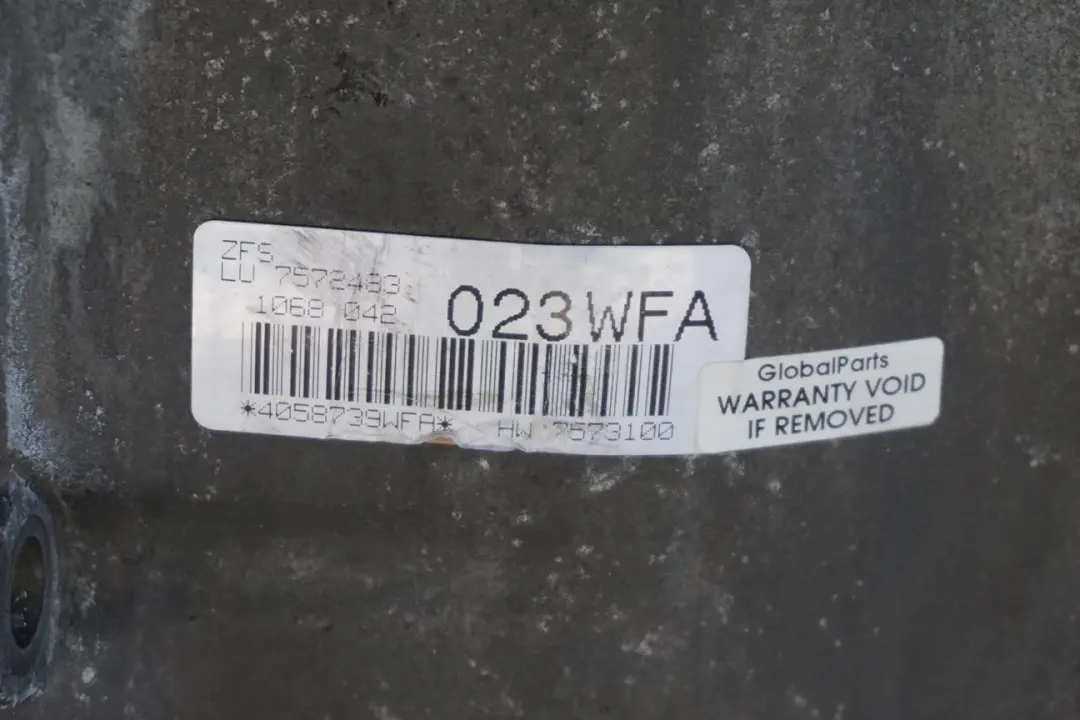 ZFS
LU 7572483
1068 042
023WFA
*4058739WFA* HW 7573100
GlobalParts
WARRANTY VOID
IF REMOVED